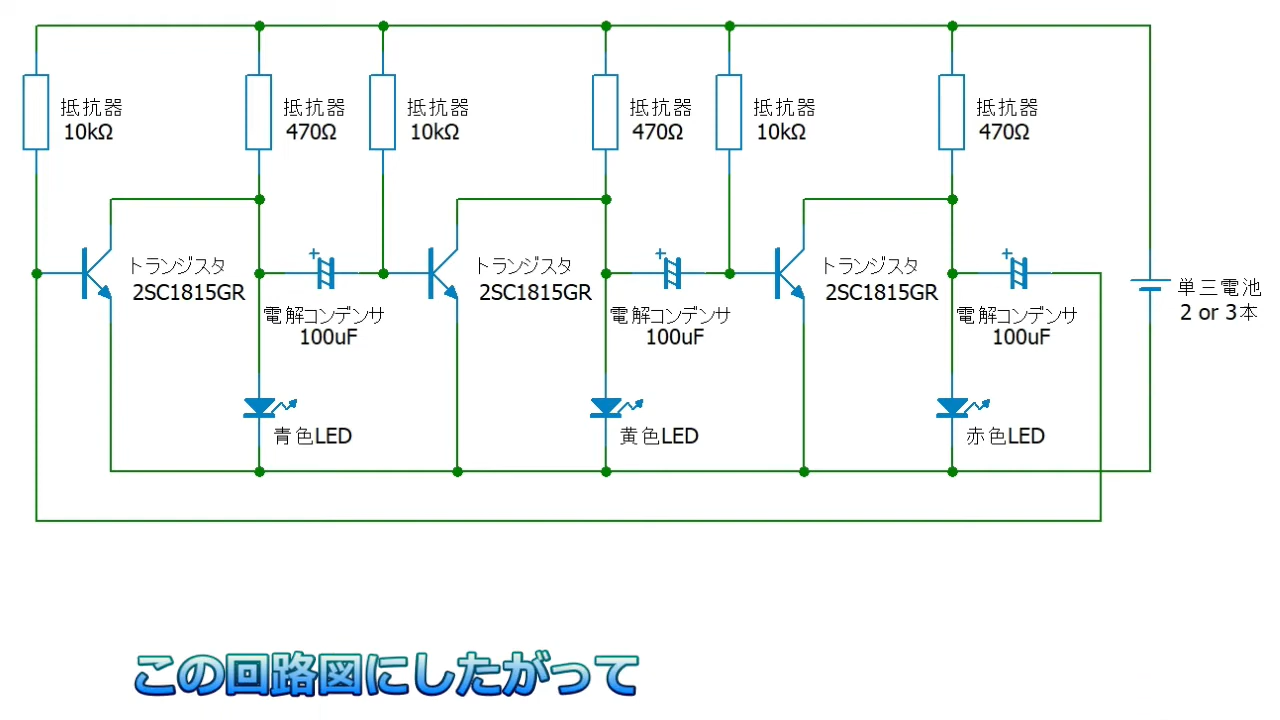 抵抗器
10kΩ
抵抗器
470Ω
抵抗器
10kΩ
抵抗器
470Ω
抵抗器
10kΩ
抵抗器
470Ω
トランジスタ
2SC1815GR
+
電解コンデンサ
100uF
トランジスタ
2SC1815GR
+
電解コンデンサ
100uF
トランジスタ
2SC1815GR
+
電解コンデンサ
100uF
単三電池
2 or 3本
青色LED
黄色LED
赤色LED
この回路図にしたがって